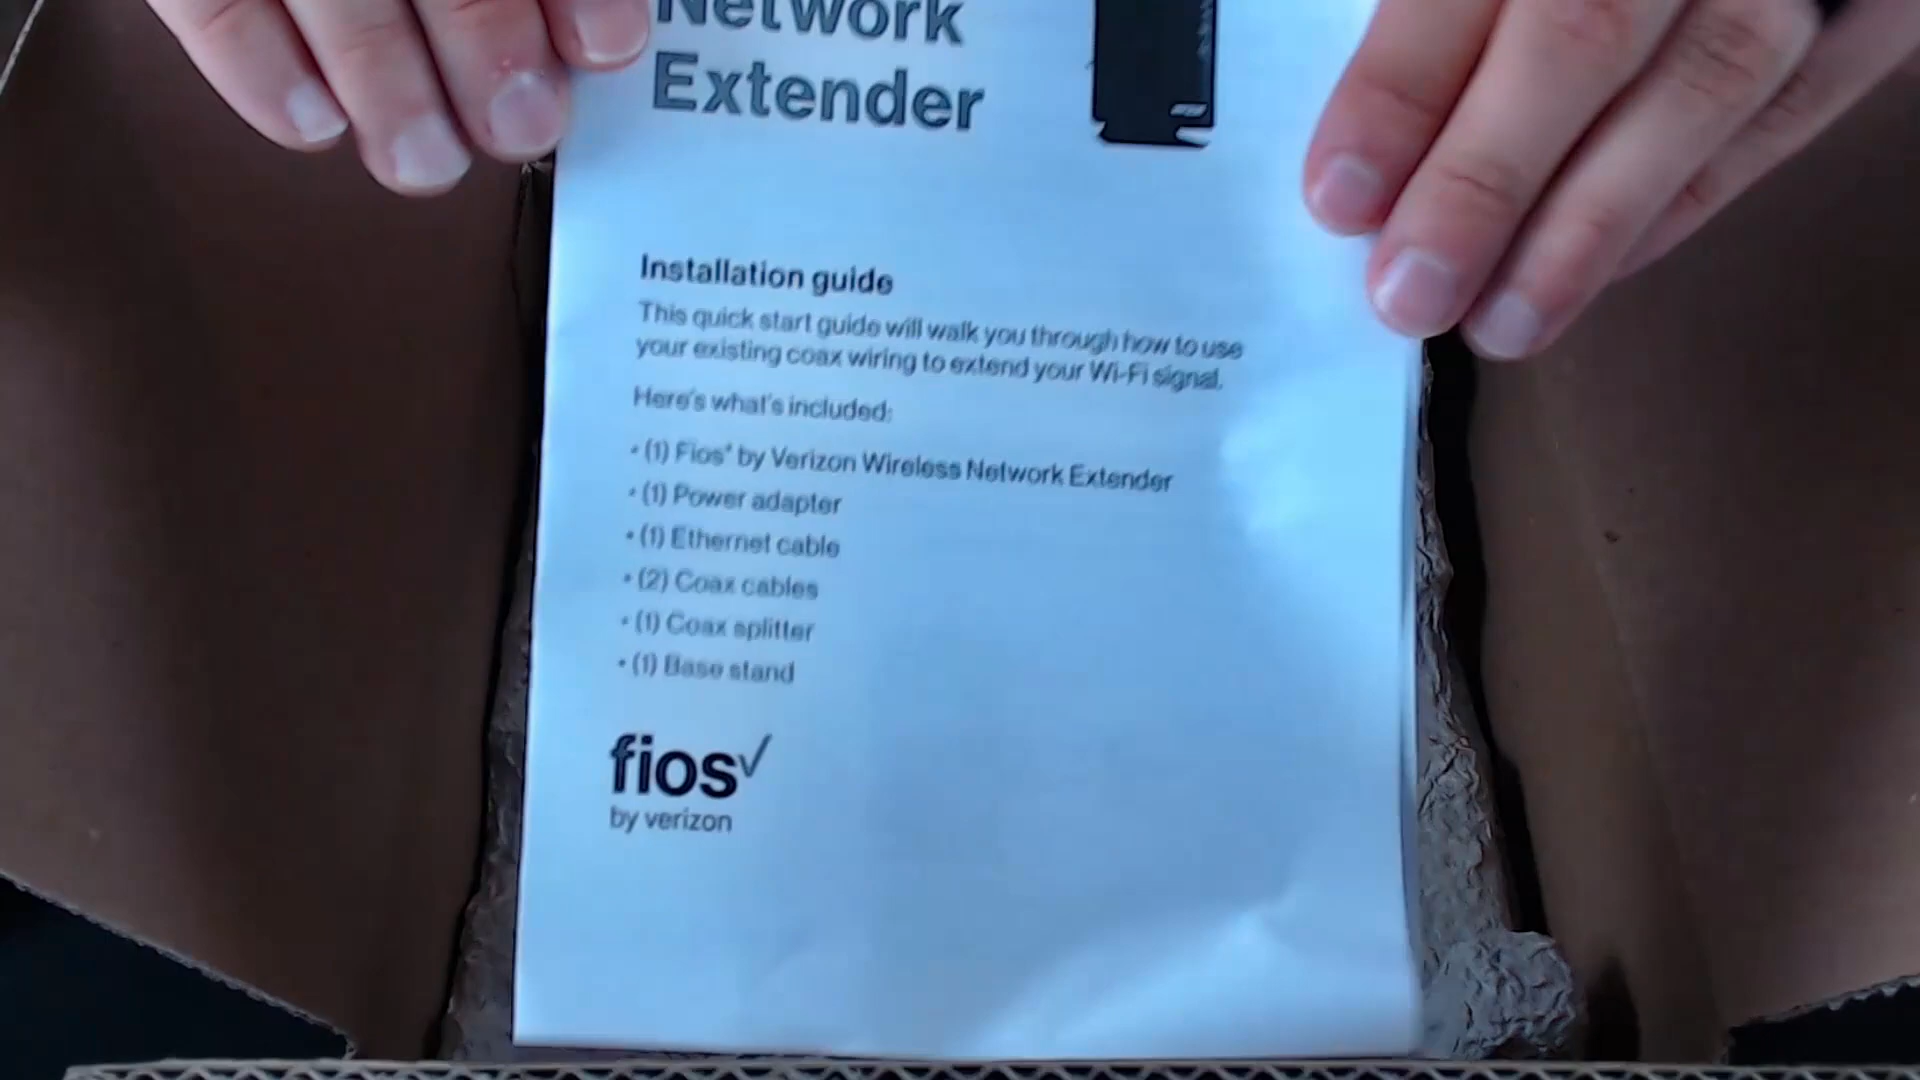 Network
Extender
Installation guide
This quick start guide will walk you through how to use
your existing coax wiring to extend your Wi-Fi signal.
Here's what's included:
• (1) Fios® by Verizon Wireless Network Extender
• (1) Power adapter
• (1) Ethernet cable
• (2) Coax cables
• (1) Coax splitter
• (1) Base stand
fios✓
by verizon